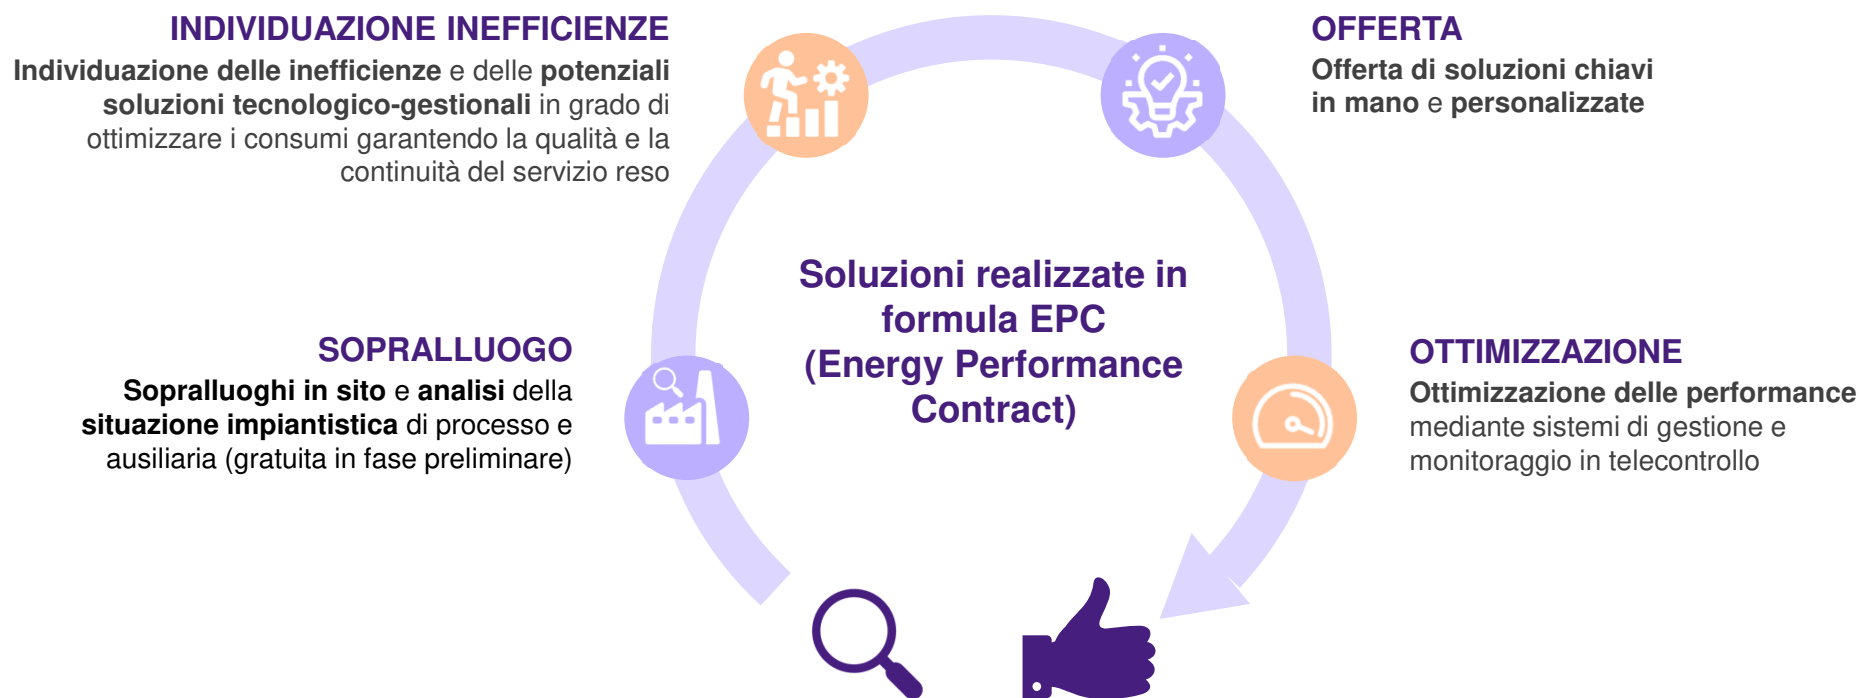 INDIVIDUAZIONE INEFFICIENZE
Individuazione delle inefficienze e delle potenziali
soluzioni tecnologico-gestionali in grado di
ottimizzare i consumi garantendo la qualità e la
continuità del servizio reso
OFFERTA
Offerta di soluzioni chiavi
in mano e personalizzate
Soluzioni realizzate in
formula EPC
(Energy Performance
Contract)
SOPRALLUOGO
Sopralluoghi in sito e analisi della
situazione impiantistica di processo e
ausiliaria (gratuita in fase preliminare)
OTTIMIZZAZIONE
Ottimizzazione delle performance
mediante sistemi di gestione e
monitoraggio in telecontrollo